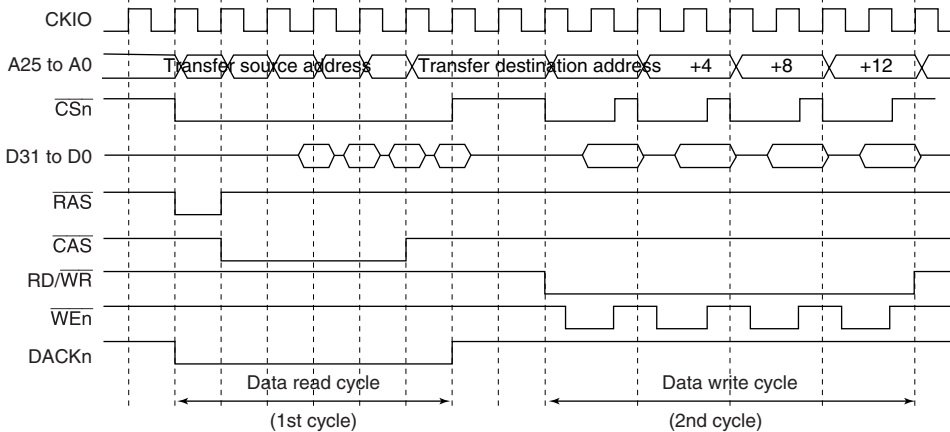 CKIO
A25 to A0 Transfer source address Transfer destination address +4 +8 +12
CSn
D31 to D0
RAS
CAS
RD/WR
WEn
DACKn
Data read cycle Data write cycle
(1st cycle) (2nd cycle)